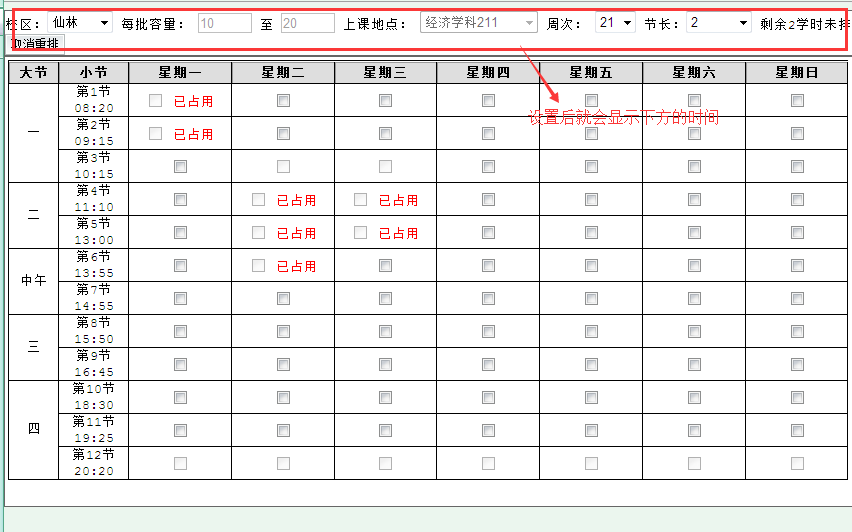 校区: 仙林 每批容量: 10 至 20 上课地点: 经济学科211 周次: 21 节长: 2 剩余2学时未排
取消重排
大节 小节 星期一 星期二 星期三 星期四 星期五 星期六 星期日
设置后就会显示下方的时间
一
第1节
08:20
已占用
第2节
09:15
已占用
第3节
10:15
二
第4节
11:10
已占用 已占用
第5节
13:00
已占用 已占用
中午
第6节
13:55
已占用
第7节
14:55
三
第8节
15:50
第9节
16:45
四
第10节
18:30
第11节
19:25
第12节
20:20